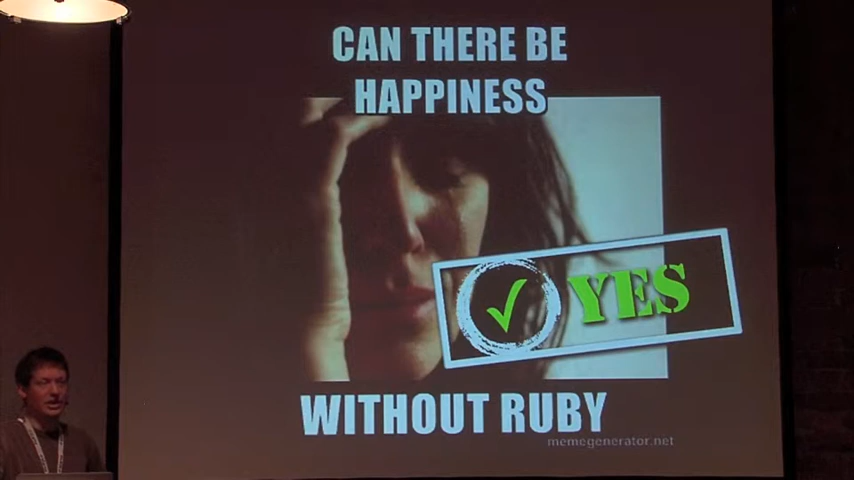 CAN THERE BE
HAPPINESS
YES
WITHOUT RUBY
memegenerator.net